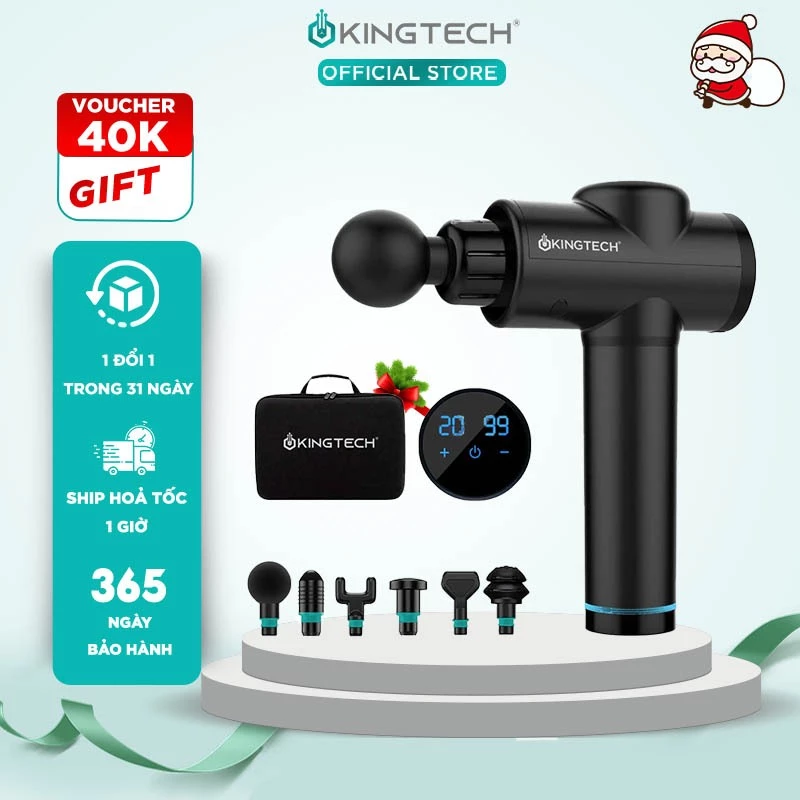 KINGTECH®
OFFICIAL STORE
VOUCHER
40K
GIFT
KINGTECH®
1 ĐỔI 1
TRONG 31 NGÀY
KINGTECH®
20 99
+ −
SHIP HOẢ TỐC
1 GIỜ
365
NGÀY
BẢO HÀNH